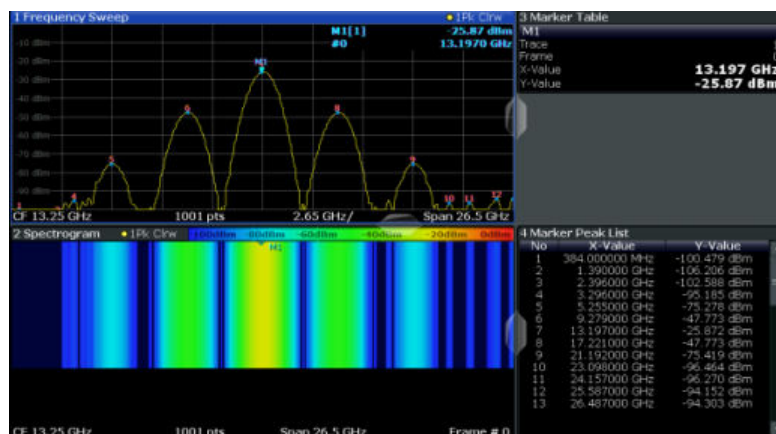 1 Frequency Sweep
1Pk Clrw
M1[1] -25.87 dBm
#0 13.1970 GHz
-10 dBm
-20 dBm
-30 dBm
-40 dBm
-50 dBm
-60 dBm
-70 dBm
-80 dBm
-90 dBm
M1
6
8
5
9
4
10 11 12
1
CF 13.25 GHz 1001 pts 2.65 GHz/ Span 26.5 GHz
2 Spectrogram 1Pk Clrw -100dBm -80dBm -60dBm -40dBm -20dBm 0dBm
M1
CF 13.25 GHz 1001 pts Span 26.5 GHz Frame # 0
3 Marker Table
M1
Trace
Frame
X-Value 13.197 GHz
Y-Value -25.87 dBm
4 Marker Peak List
No X-Value Y-Value
1 384.000000 MHz -100.479 dBm
2 1.390000 GHz -106.206 dBm
3 2.396000 GHz -102.588 dBm
4 3.296000 GHz -95.185 dBm
5 5.255000 GHz -75.278 dBm
6 9.279000 GHz -47.773 dBm
7 13.197000 GHz -25.872 dBm
8 17.221000 GHz -47.773 dBm
9 21.192000 GHz -75.419 dBm
10 23.098000 GHz -96.464 dBm
11 24.157000 GHz -96.270 dBm
12 25.587000 GHz -94.152 dBm
13 26.487000 GHz -94.303 dBm